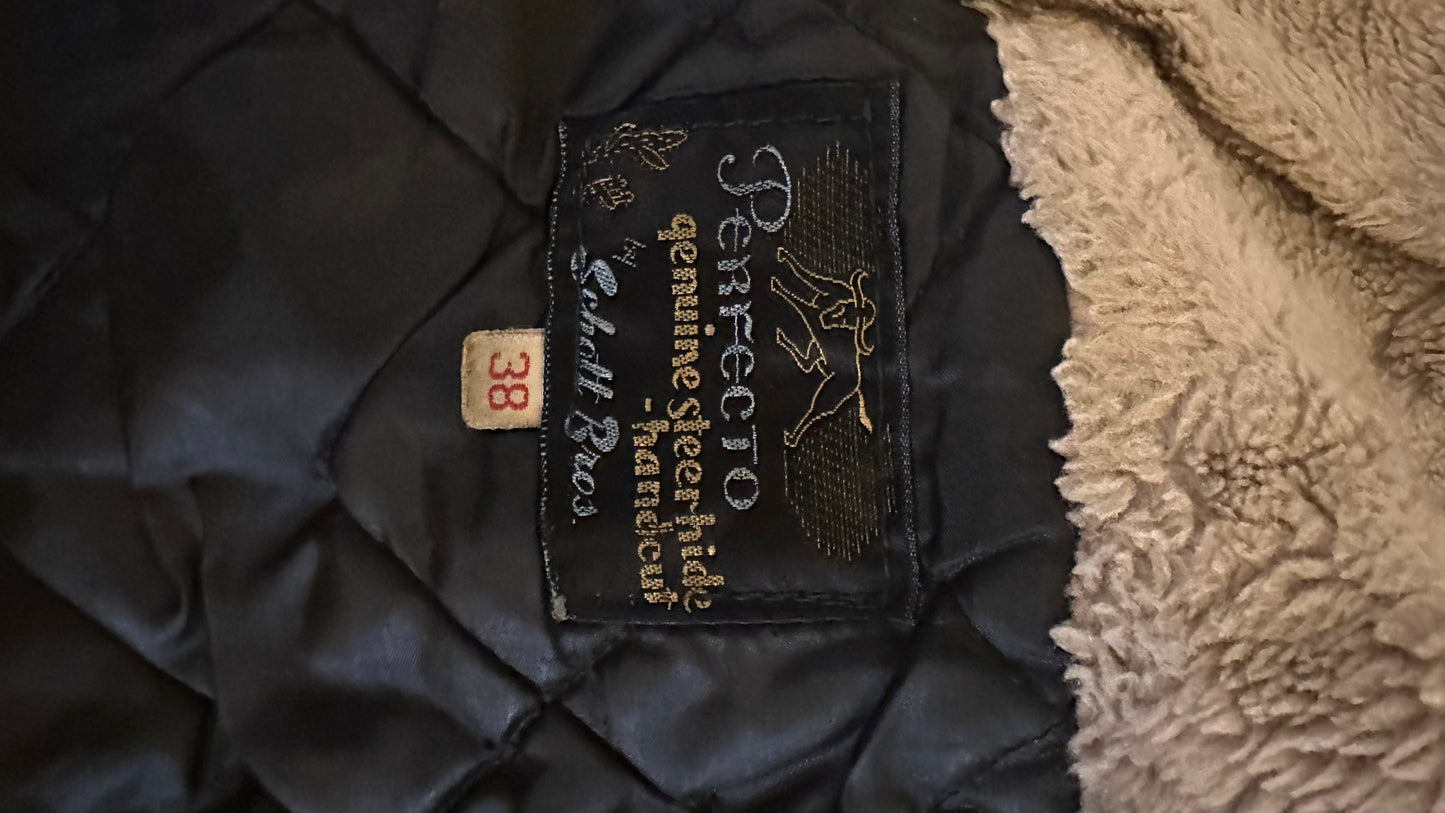 Perfecto
genuine Steerhide
-handcut
by Schott Bros.
38